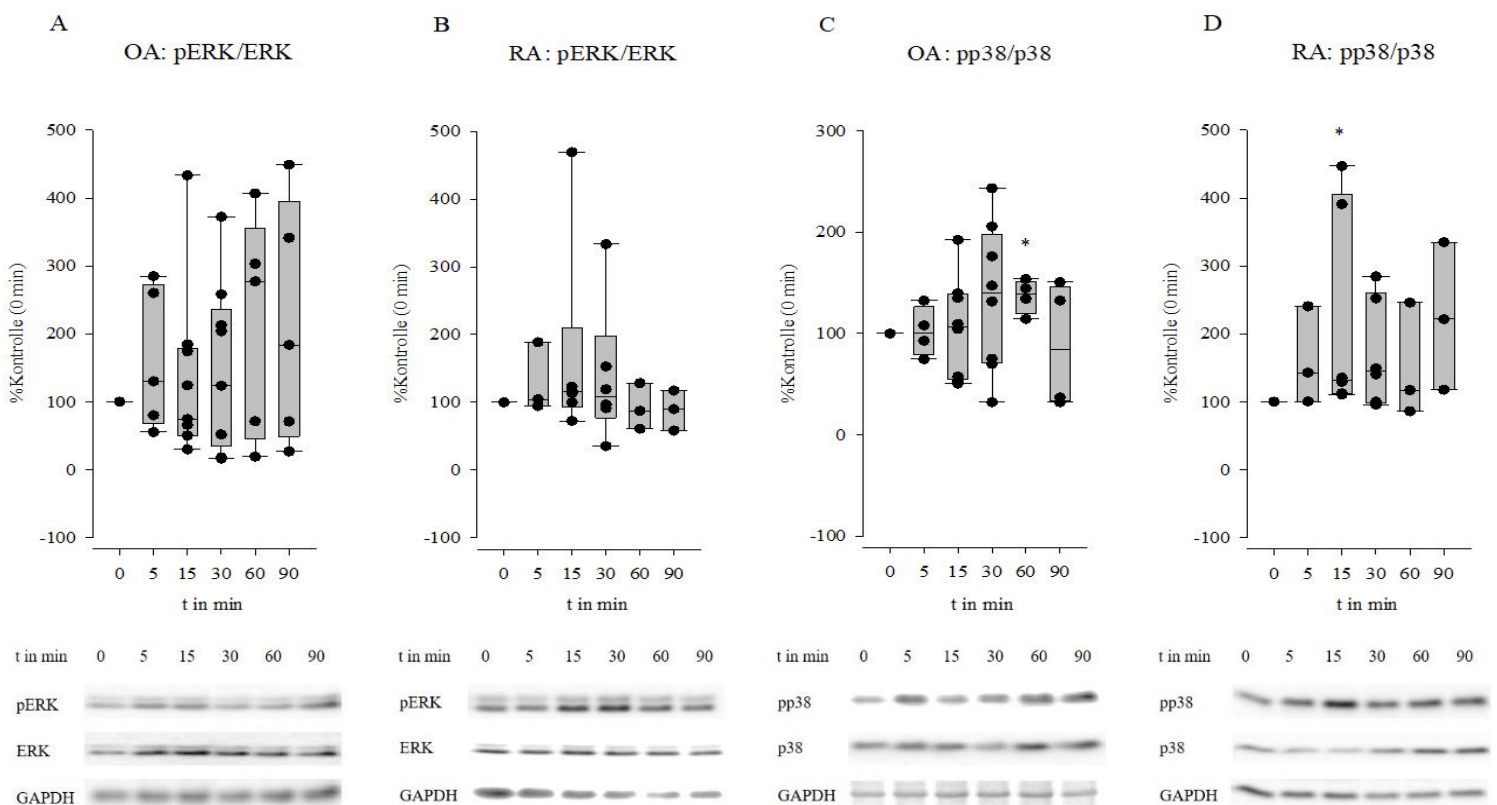 A
OA: pERK/ERK
500
400
300
200
100
0
-100
%Kontrolle (0 min)
0 5 15 30 60 90
t in min
t in min 0 5 15 30 60 90
pERK
ERK
GAPDH
B
RA: pERK/ERK
500
400
300
200
100
0
-100
%Kontrolle (0 min)
0 5 15 30 60 90
t in min
t in min 0 5 15 30 60 90
pERK
ERK
GAPDH
C
OA: pp38/p38
300
200
100
0
-100
%Kontrolle (0 min)
*
0 5 15 30 60 90
t in min
t in min 0 5 15 30 60 90
pp38
p38
GAPDH
D
RA: pp38/p38
500
400
300
200
100
0
-100
%Kontrolle (0 min)
*
0 5 15 30 60 90
t in min
t in min 0 5 15 30 60 90
pp38
p38
GAPDH